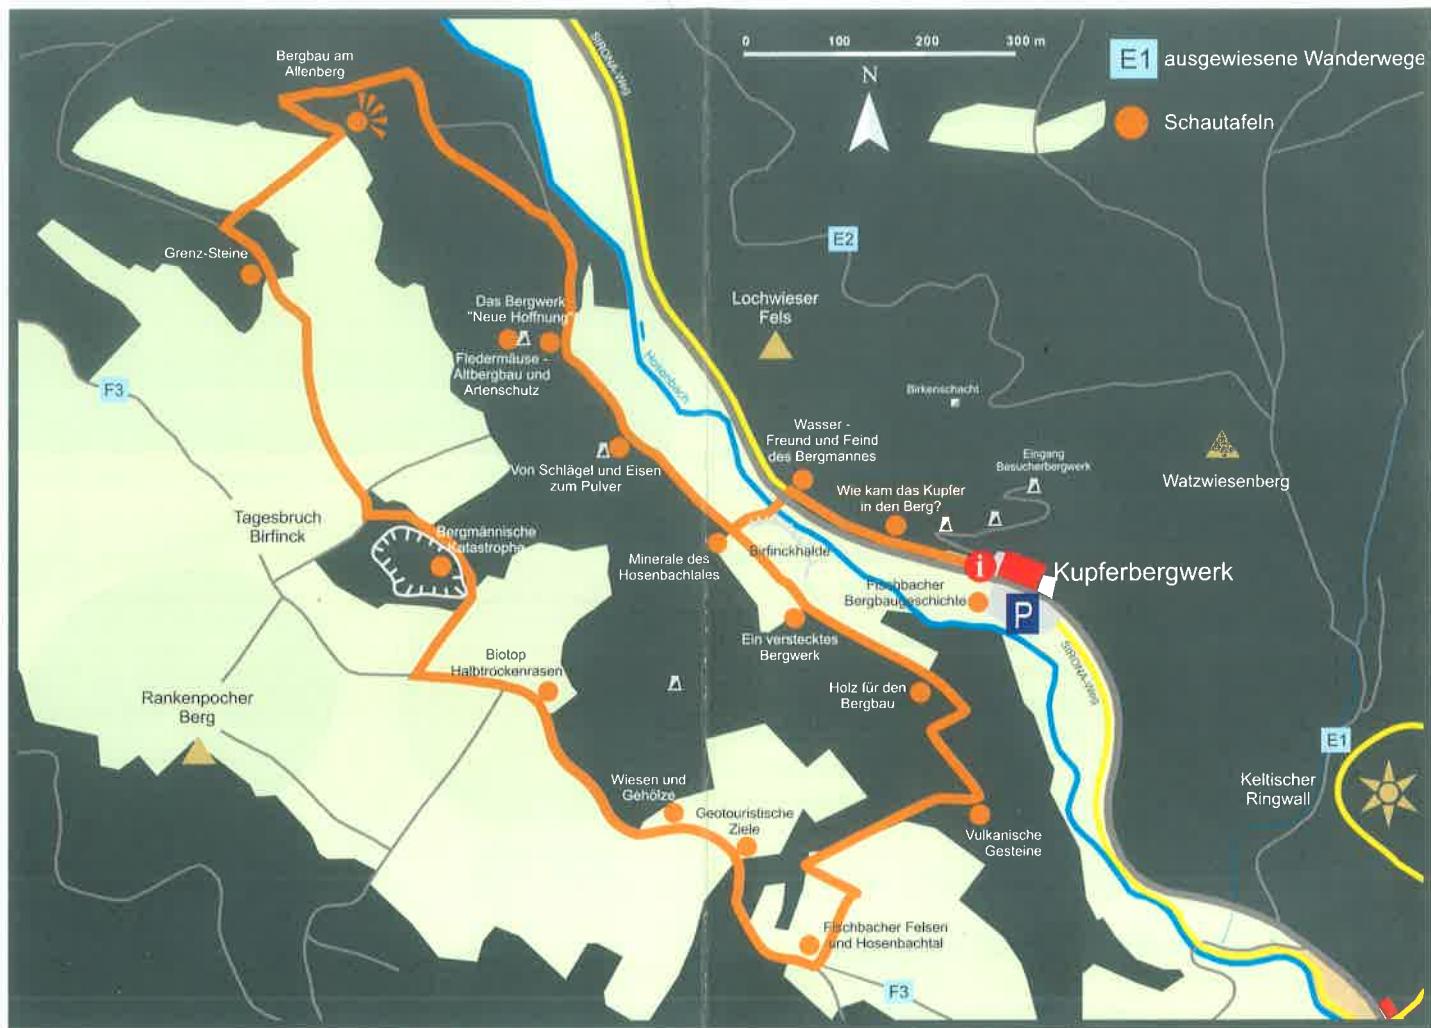 Bergbau am
Allenberg
SIRONA-Weg
0 100 200 300 m
N
E1 ausgewiesene Wanderwege
Schautafeln
E2
Grenz-Steine
Das Bergwerk
"Neue Hoffnung"
Fledermäuse -
Altbergbau und
Artenschutz
Hosenbach
Lochwieser
Fels
Birkenschacht
F3
Wasser -
Freund und Feind
des Bergmannes
Eingang
Besucherbergwerk
Watzwiesenberg
Von Schlägel und Eisen
zum Pulver
Wie kam das Kupfer
in den Berg?
Tagesbruch
Birfinck
Bergmännische
Katastrophe
Minerale des
Hosenbachtales
Birfinckhalde
i
Kupferbergwerk
Fischbacher
Bergbaugeschichte
P
Ein verstecktes
Bergwerk
SIRONA-Weg
Biotop
Halbtrockenrasen
Holz für den
Bergbau
Rankenpocher
Berg
E1
Keltischer
Ringwall
Wiesen und
Gehölze
Geotouristische
Ziele
Vulkanische
Gesteine
Fischbacher Felsen
und Hosenbachtal
F3